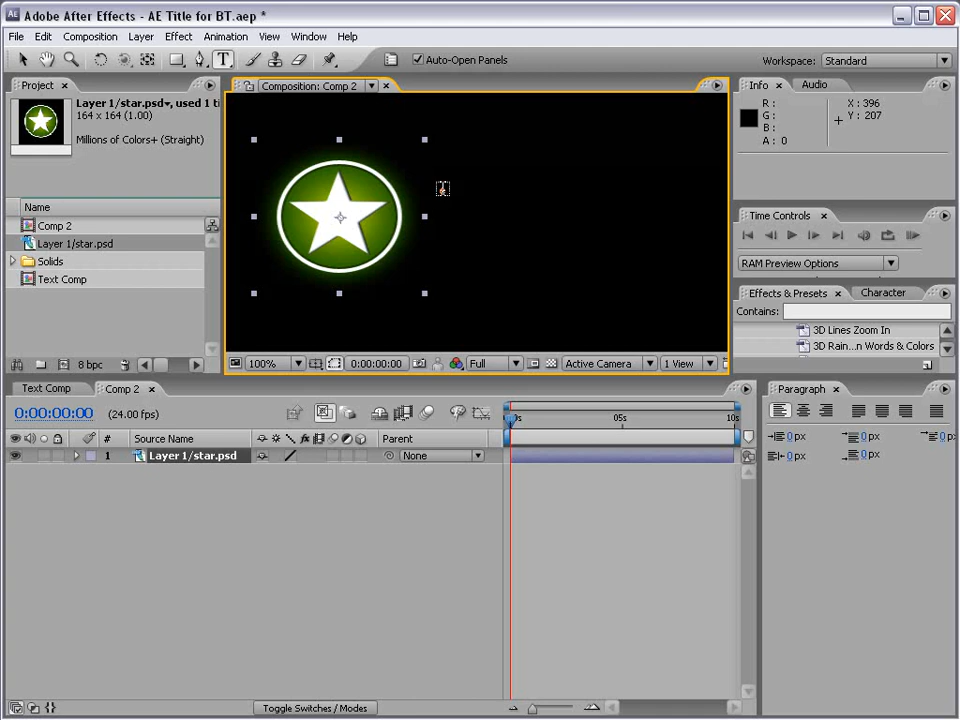 Adobe After Effects - AE Title for BT.aep *
File Edit Composition Layer Effect Animation View Window Help
T Auto-Open Panels Workspace: Standard
Project × Composition: Comp 2 × Info × Audio
Layer 1/star.psd, used 1 ti
164 x 164 (1.00)
Millions of Colors+ (Straight)
R : X : 396
G : Y : 207
B :
A : 0
Name
Comp 2
Layer 1/star.psd
Solids
Text Comp
Time Controls ×
RAM Preview Options
Effects & Presets × Character
Contains:
3D Lines Zoom In
3D Rain...n Words & Colors
8 bpc 100% 0:00:00:00 Full Active Camera 1 View
Text Comp Comp 2 × Paragraph ×
0:00:00:00 (24.00 fps) 05s 10s
# Source Name Parent
1 Layer 1/star.psd None
0 px 0 px 0 px
0 px 0 px
Toggle Switches / Modes